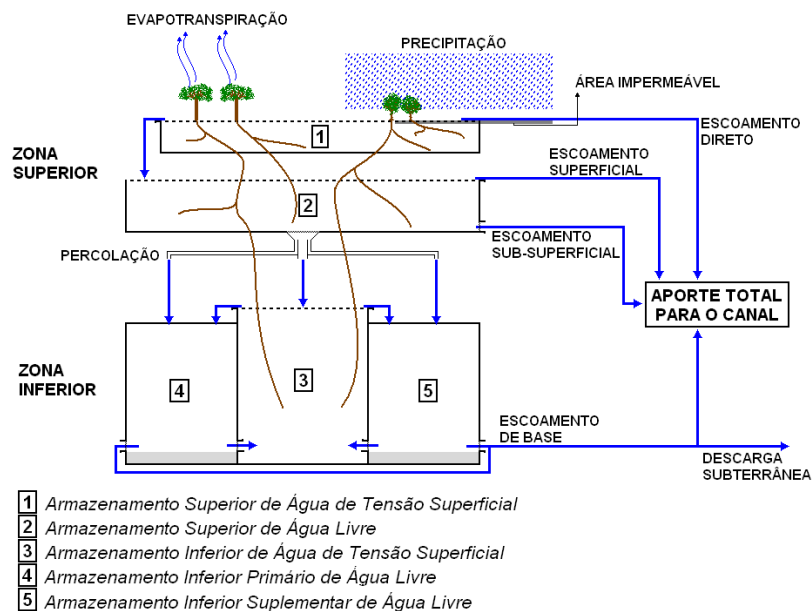 EVAPOTRANSPIRAÇÃO
PRECIPITAÇÃO
ÁREA IMPERMEÁVEL
1
ESCOAMENTO
DIRETO
ZONA
SUPERIOR
ESCOAMENTO
SUPERFICIAL
2
ESCOAMENTO
SUB-SUPERFICIAL
PERCOLAÇÃO
APORTE TOTAL
PARA O CANAL
ZONA
INFERIOR
4
3
5
ESCOAMENTO
DE BASE
DESCARGA
SUBTERRÂNEA
1 Armazenamento Superior de Água de Tensão Superficial
2 Armazenamento Superior de Água Livre
3 Armazenamento Inferior de Água de Tensão Superficial
4 Armazenamento Inferior Primário de Água Livre
5 Armazenamento Inferior Suplementar de Água Livre